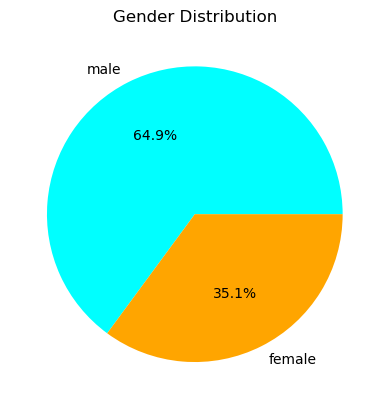 Gender Distribution
male
64.9%
35.1%
female